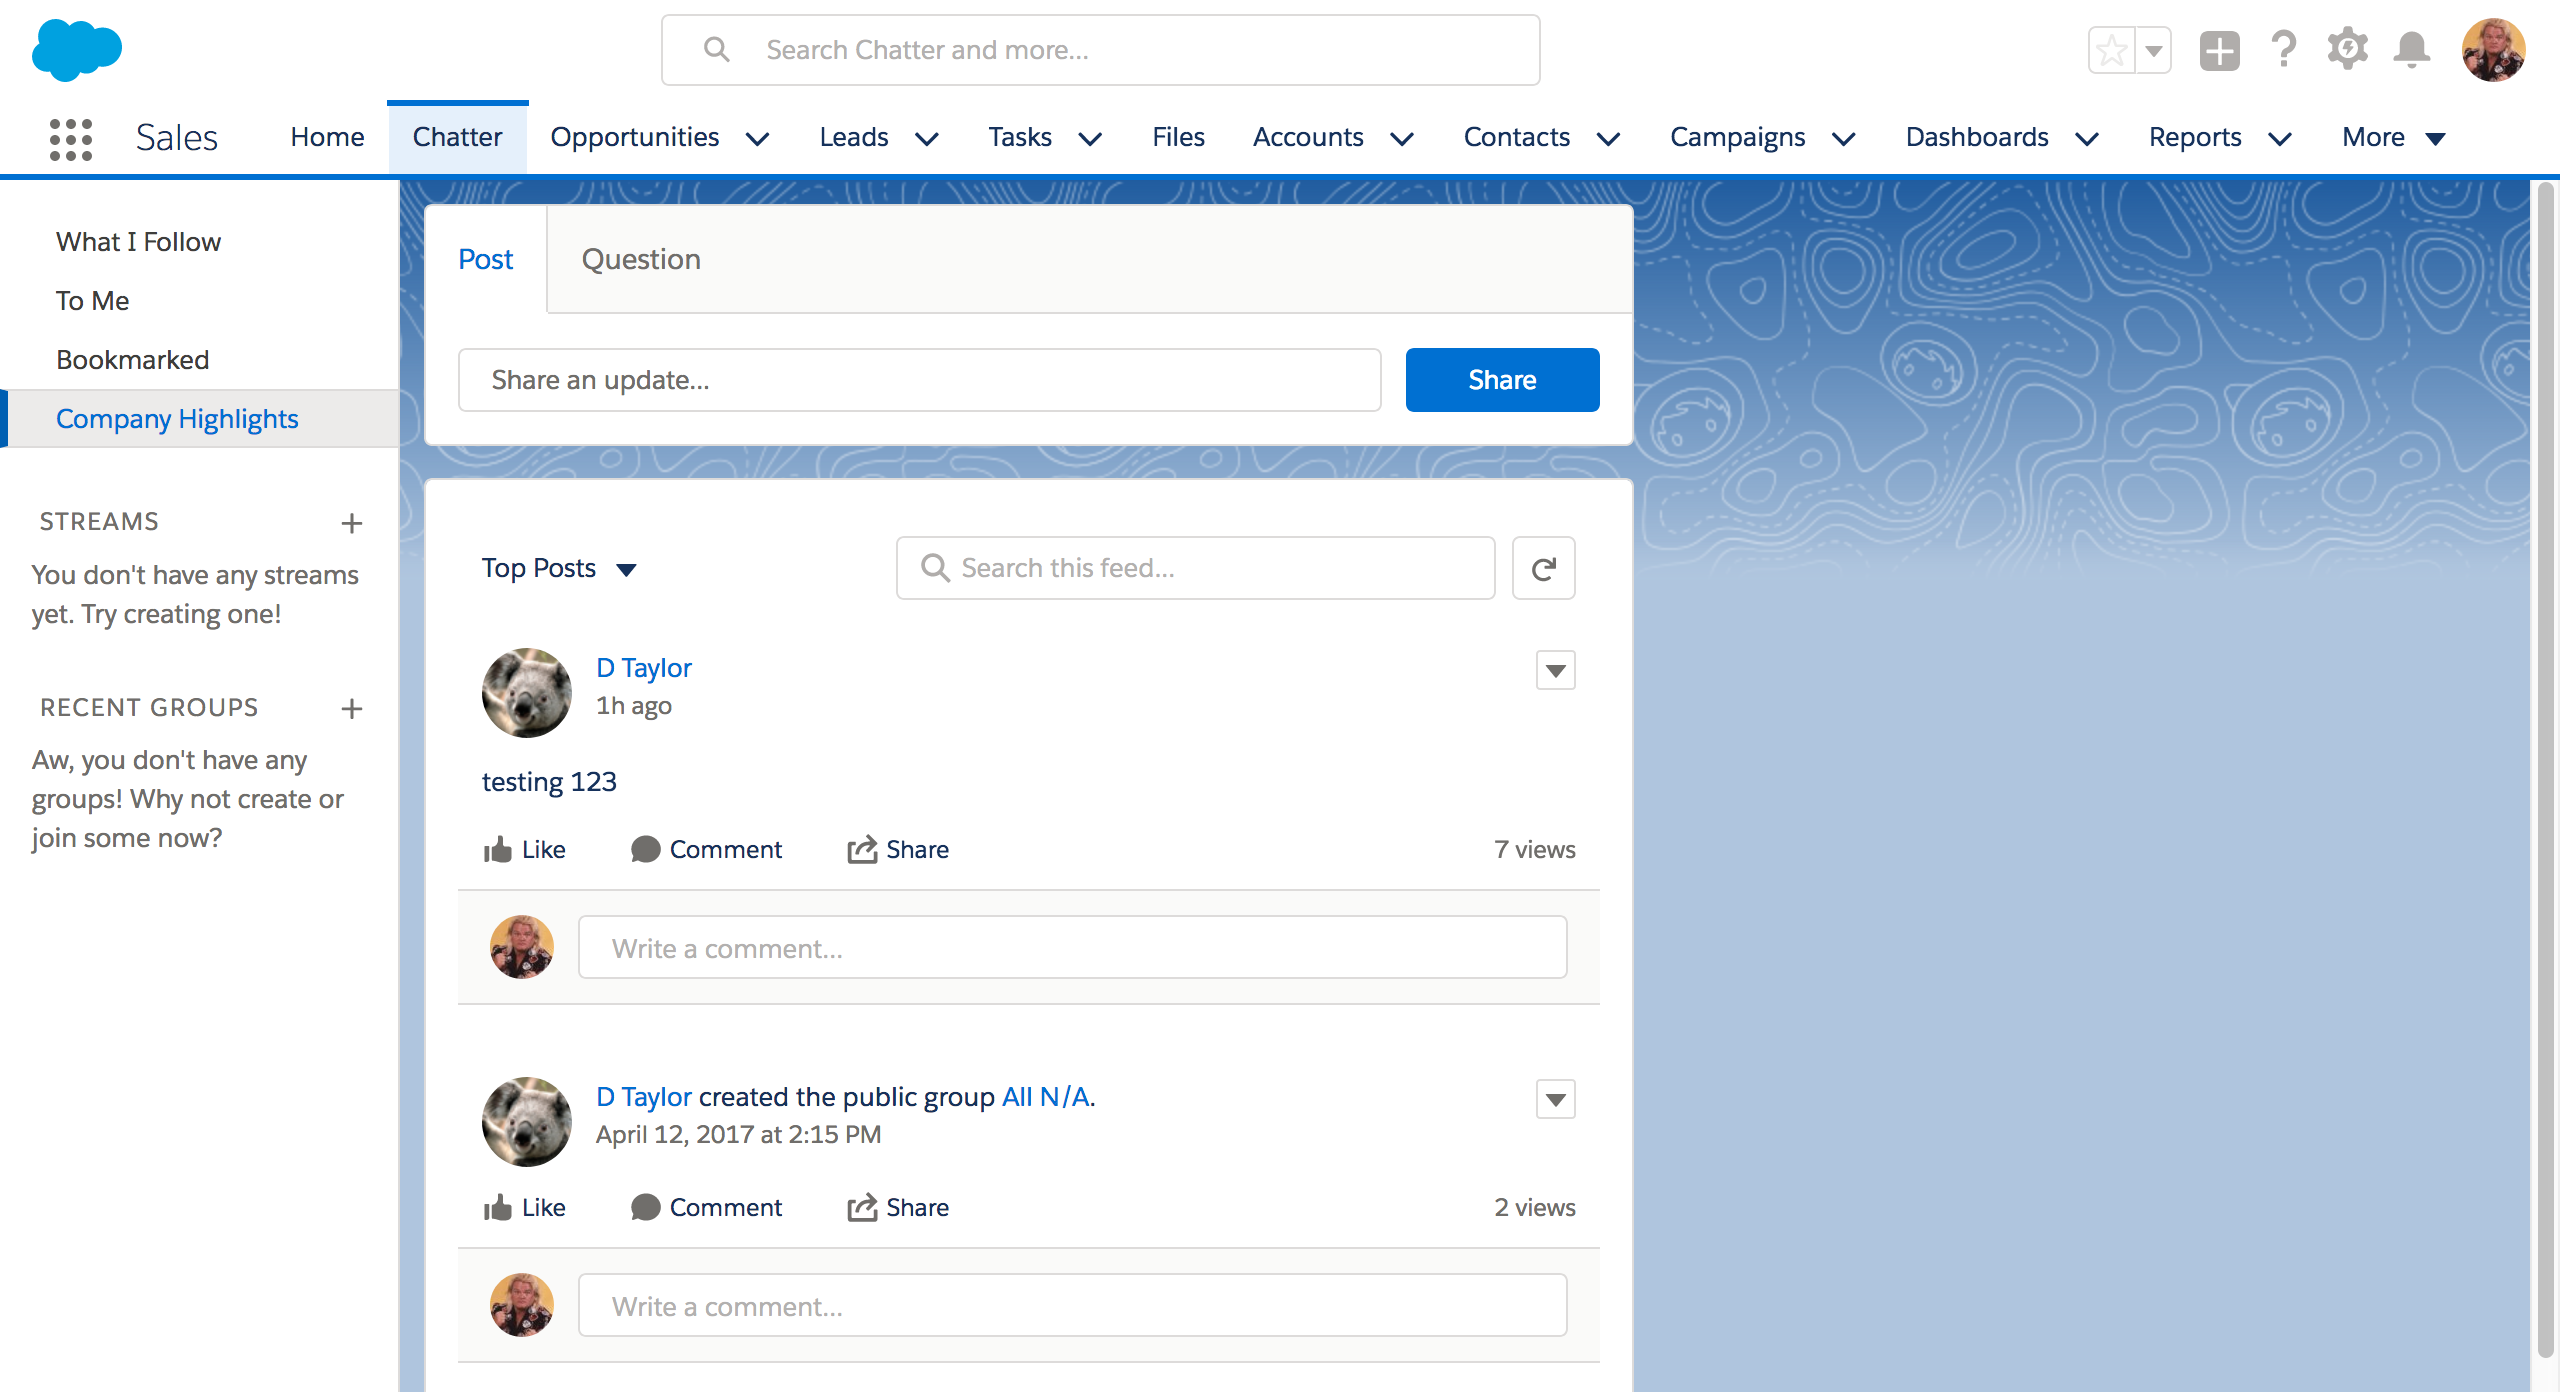 Search Chatter and more...
Sales
Home
Chatter
Opportunities
Leads
Tasks
Files
Accounts
Contacts
Campaigns
Dashboards
Reports
More
What I Follow
To Me
Bookmarked
Company Highlights
STREAMS
You don't have any streams
yet. Try creating one!
RECENT GROUPS
Aw, you don't have any
groups! Why not create or
join some now?
Post
Question
Share an update...
Share
Top Posts
Search this feed...
D Taylor
1h ago
testing 123
Like
Comment
Share
7 views
Write a comment...
D Taylor created the public group All N/A.
April 12, 2017 at 2:15 PM
Like
Comment
Share
2 views
Write a comment...